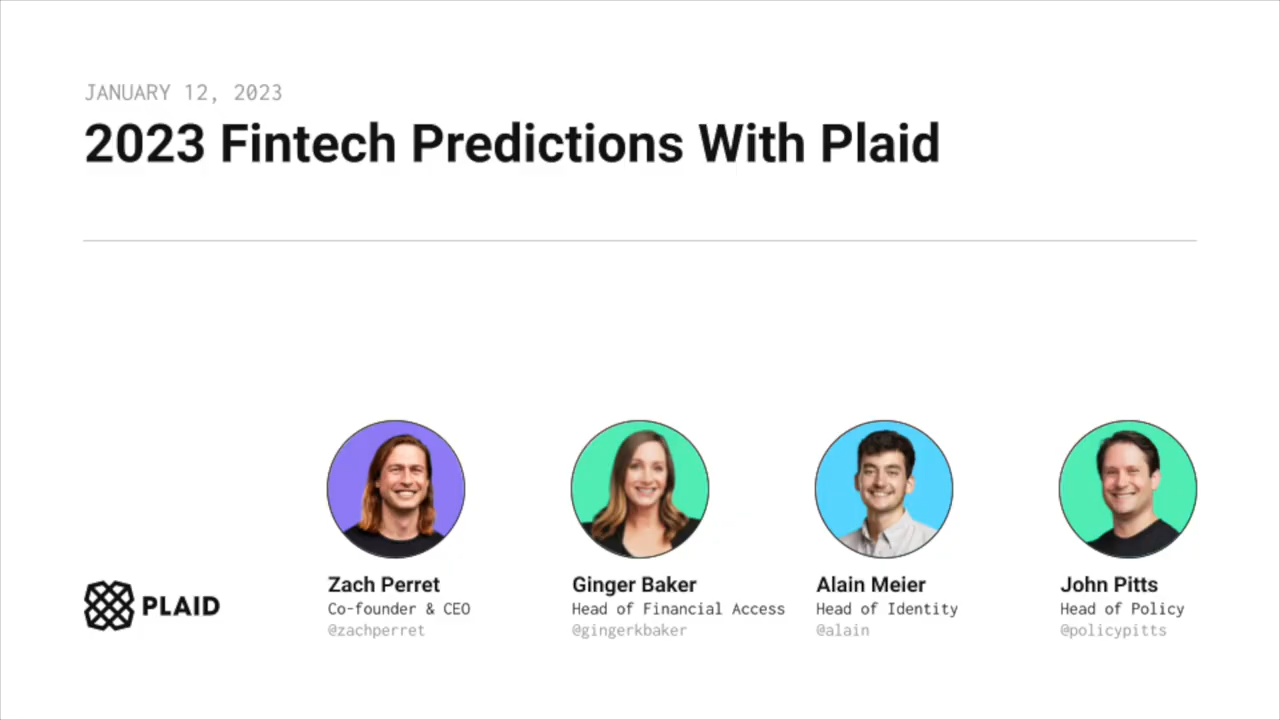 JANUARY 12, 2023
2023 Fintech Predictions With Plaid
PLAID
Zach Perret
Co-founder & CEO
@zachperret
Ginger Baker
Head of Financial Access
@gingerkbaker
Alain Meier
Head of Identity
@alain
John Pitts
Head of Policy
@policypitts